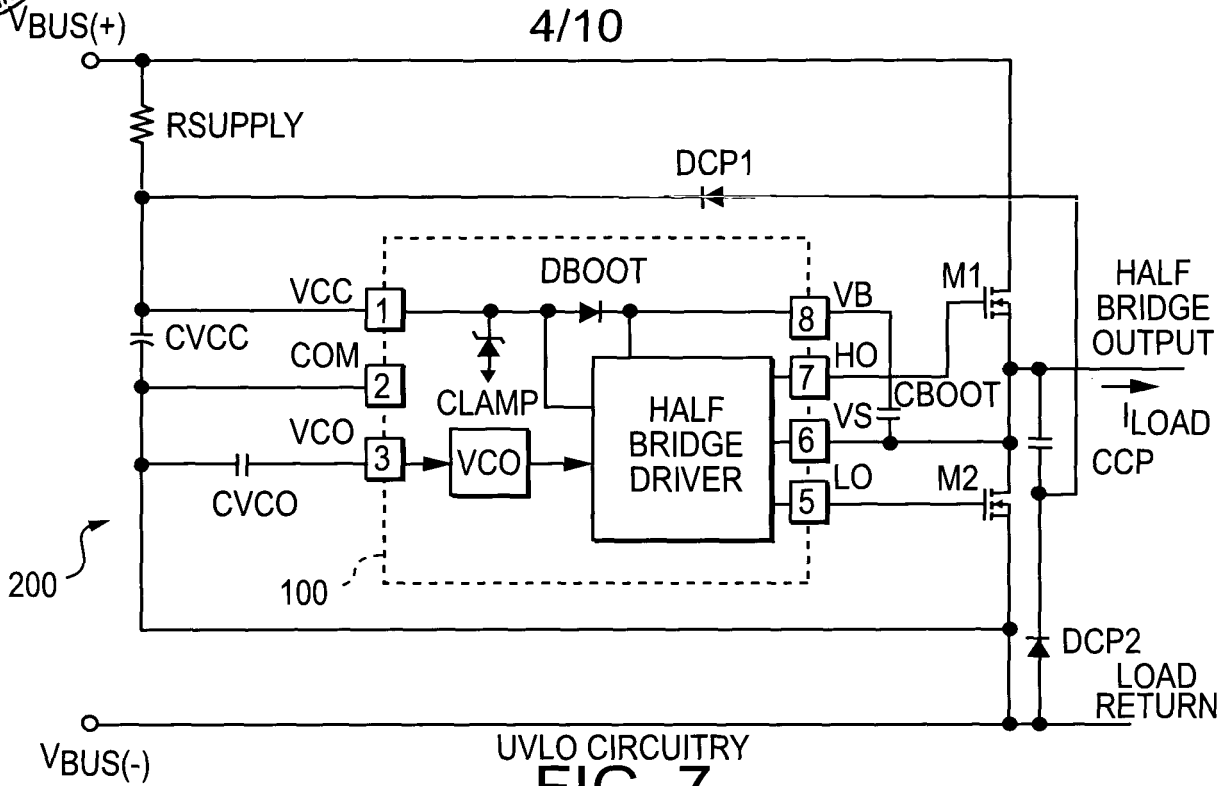 4/10
VBUS(+)
RSUPPLY
DCP1
DBOOT
M1
HALF
BRIDGE
OUTPUT
VCC
1
8
VB
CVCC
COM
2
CLAMP
7
HO
CBOOT
ILOAD
HALF
BRIDGE
DRIVER
VCO
3
VCO
6
VS
CCP
CVCO
5
LO
M2
200
100
DCP2
LOAD
RETURN
VBUS(-)
UVLO CIRCUITRY
FIG. 7